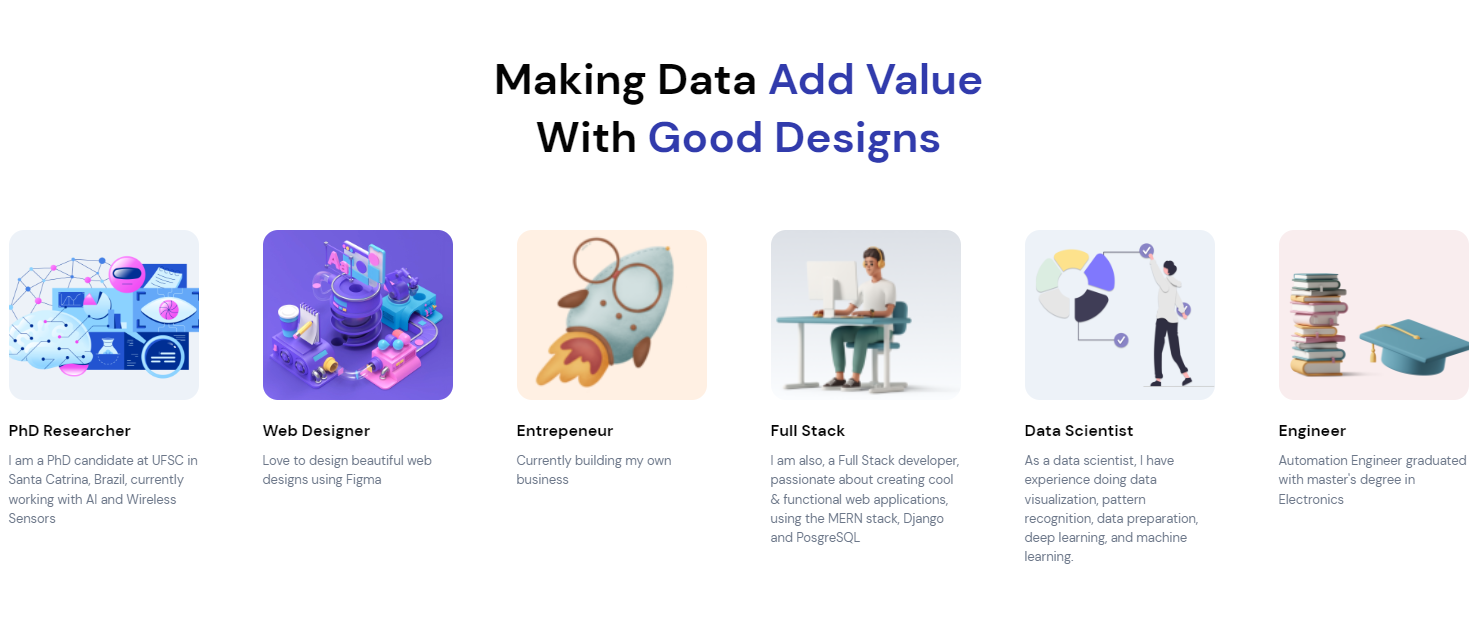 Making Data Add Value
With Good Designs
Aa
PhD Researcher
I am a PhD candidate at UFSC in
Santa Catrina, Brazil, currently
working with AI and Wireless
Sensors
Web Designer
Love to design beautiful web
designs using Figma
Entrepeneur
Currently building my own
business
Full Stack
I am also, a Full Stack developer,
passionate about creating cool
& functional web applications,
using the MERN stack, Django
and PosgreSQL
Data Scientist
As a data scientist, I have
experience doing data
visualization, pattern
recognition, data preparation,
deep learning, and machine
learning.
Engineer
Automation Engineer graduated
with master's degree in
Electronics